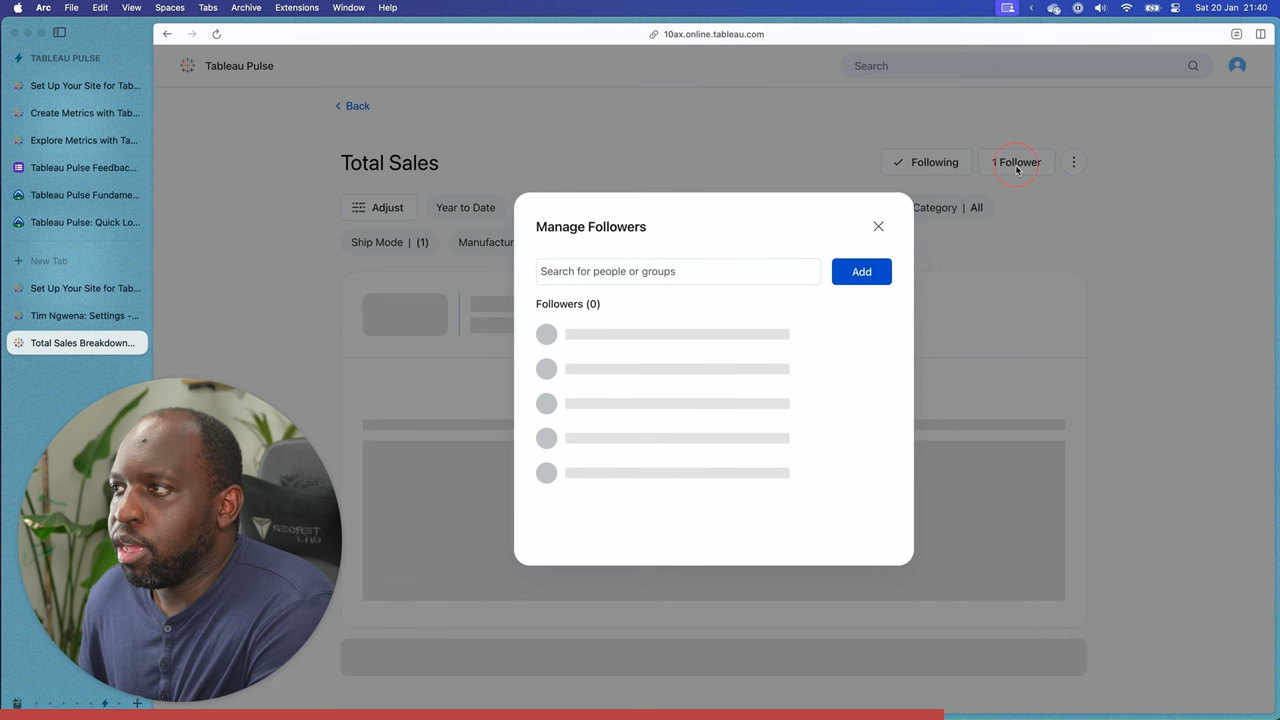 Arc File Edit View Spaces Tabs Archive Extensions Window Help Sat 20 Jan 21:40
10ax.online.tableau.com
TABLEAU PULSE
Set Up Your Site for Tab...
Create Metrics with Tab...
Explore Metrics with Ta...
Tableau Pulse Feedbac...
Tableau Pulse Fundame...
Tableau Pulse: Quick Lo...
New Tab
Set Up Your Site for Tab...
Tim Ngwena: Settings -...
Total Sales Breakdown...
Tableau Pulse
Search
Back
Total Sales
Following
1 Follower
Adjust
Year to Date
Category | All
Ship Mode | (1)
Manufactur
Manage Followers
Search for people or groups
Add
Followers (0)
SECRET
LAB